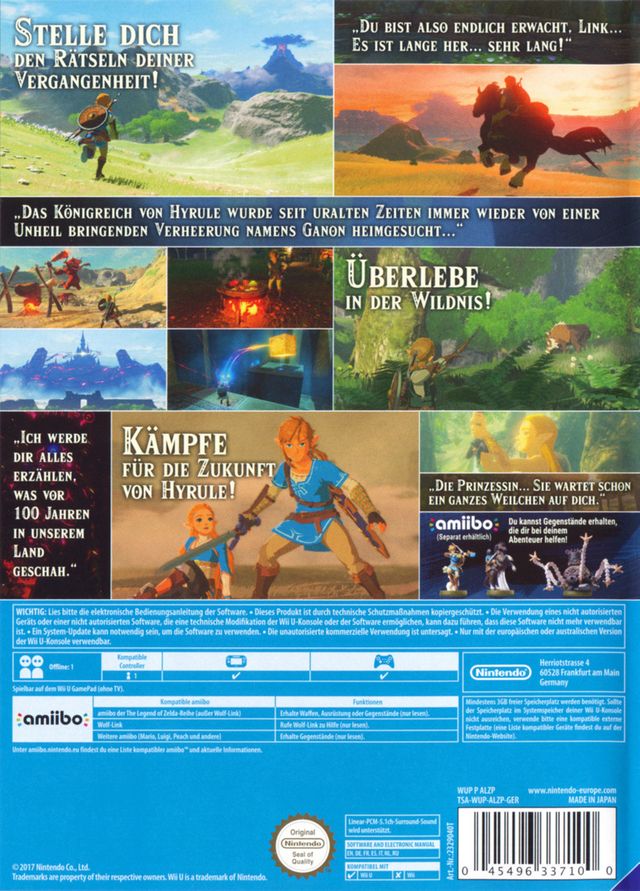 Stelle dich
den Rätseln deiner
Vergangenheit!
„Du bist also endlich erwacht, Link...
Es ist lange her... sehr lang!“
„Das Königreich von Hyrule wurde seit uralten Zeiten immer wieder von einer
Unheil bringenden Verheerung namens Ganon heimgesucht...“
Überlebe
in der Wildnis!
„Ich werde
dir alles
erzählen,
was vor
100 Jahren
in unserem
Land
geschah.“
Kämpfe
für die Zukunft
von Hyrule!
„Die Prinzessin... Sie wartet schon
ein ganzes Weilchen auf dich.“
amiibo
(Separat erhältlich)
Du kannst Gegenstände erhalten,
die dir bei deinem
Abenteuer helfen!
WICHTIG: Lies bitte die elektronische Bedienungsanleitung der Software. • Dieses Produkt ist durch technische Schutzmaßnahmen kopiergeschützt. • Die Verwendung eines nicht autorisierten
Geräts oder einer nicht autorisierten Software, die eine technische Modifikation der Wii U-Konsole oder der Software ermöglichen, kann dazu führen, dass diese Software nicht mehr verwendbar
ist. • Ein System-Update kann notwendig sein, um die Software zu verwenden. • Die unautorisierte kommerzielle Verwendung ist untersagt. • Nur mit der europäischen oder australischen Version
der Wii U-Konsole verwendbar.
Offline: 1
Kompatible
Controller
1
Spielbar auf dem Wii U GamePad (ohne TV).
Nintendo
Herriotstrasse 4
60528 Frankfurt am Main
Germany
amiibo
Kompatible amiibo
Funktionen
amiibo der The Legend of Zelda-Reihe (außer Wolf-Link)
Erhalte Waffen, Ausrüstung oder Gegenstände (nur lesen).
Wolf-Link
Rufe Wolf-Link zu Hilfe (nur lesen).
Weitere amiibo (Mario, Luigi, Peach und andere)
Erhalte Gegenstände (nur lesen).
Unter amiibo.nintendo.eu findest du eine Liste kompatibler amiibo™ und aktuelle Informationen.
Mindestens 3GB freier Speicherplatz werden benötigt. Sollte
der Speicherplatz im Systemspeicher deiner Wii U-Konsole
nicht ausreichen, verwende bitte eine kompatible externe
Festplatte (eine Liste kompatibler Geräte findest du auf der
Nintendo-Website).
WUP P ALZP
TSA-WUP-ALZP-GER
www.nintendo-europe.com
MADE IN JAPAN
Original
Nintendo
Seal of
Quality
Linear-PCM-5.1ch-Surround-Sound
wird unterstützt.
SOFTWARE AND ELECTRONIC MANUAL
EN, DE, FR, ES, IT, NL, RU
KOMPATIBEL MIT
Wii U
Wii
Art.-Nr.: 2329040T
0 45496 33710 0
©2017 Nintendo Co., Ltd.
Trademarks are property of their respective owners. Wii U is a trademark of Nintendo.